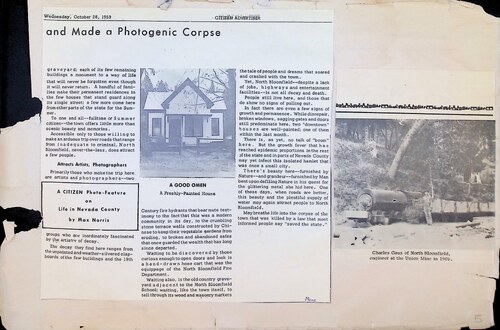 Wednesday, October 28, 1959
CITIZEN ADVERTISER
and Made a Photogenic Corpse
graveyard each of its few remaining
buildings a monument to a way of life
that will never be forgotten even though
it will never return. A handful of fami-
lies make their permanent residences in
the few houses that stand guard along
its single street; a few more come here
from other parts of the state for the Sum-
mer.
To one and all—fulltime or Summer
citizen—the town offers little more than
scenic beauty and memories.
Accessible only to those willing to
make an arduous trip over roads that range
from inadequate to criminal, North
Bloomfield, never-the-less, does attract
a few people.
Attracts Artists, Photographers
Primarily those who make the trip here
are artists and photographers—two
A CITIZEN Photo-Feature
on
Life in Nevada County
by
Max Norris
groups who are inordinately fascinated
by the artistry of decay.
The decay they find here ranges from
the unpainted and weather-silvered clap-
boards of the few buildings and the 19th
A GOOD OMEN
A Freshly-Painted House
Century fire hydrants that bear mute testi-
mony to the fact that this was a modern
community in its day, to the crumbling
stone terrace walls constructed by Chi-
nese to keep their vegetable gardens from
eroding, to broken and abandoned safes
that once guarded the wealth that has long
since departed.
Waiting to be discovered by those
curious enough to open doors and look is
a hand-drawn hose cart that was the
equippage of the North Bloomfield Fire
Department.
Waiting also, is the old county grave-
yard adjacent to the North Bloomfield
School; waiting, like the town itself, to
tell through its wood and masonry markers
the tale of people and dreams that soared
and crashed with the town.
Yet, North Bloomfield—despite a lack
of jobs, highways and entertainment
facilities—is not all decay and death.
People still live here; and those that
do show no signs of pulling out.
In fact there are even a few signs of
growth and permanence. While disrepair,
broken windows, sagging gates and doors
still predominate here, two "downtown"
houses are well-painted; one of them
within the last month.
There is, as yet, no talk of "boom"
here. But the growth fever that has
reached epidemic proportions in the rest
of the state and in parts of Nevada County
may yet infect this isolated hamlet that
was once a small city.
There's beauty here—furnished by
Nature—and grandeur—furnished by Man
bent upon defiling Nature in his quest for
the glittering metal she hid here. One
of these days, when roads are better,
this beauty and the plentiful supply of
water may again attract people to North
Bloomfield.
May breathe life into the corpse of the
town that was killed by a law that most
informed people say "saved the state."
Charles Gaus of North Bloomfield,
engineer at the Union Mine in 1904.